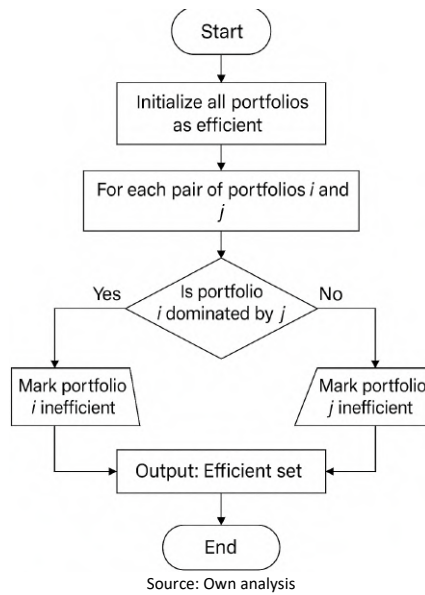 Start
Initialize all portfolios
as efficient
For each pair of portfolios i and
j
Is portfolio
i dominated by j
Yes
No
Mark portfolio
i inefficient
Mark portfolio
j inefficient
Output: Efficient set
End
Source: Own analysis